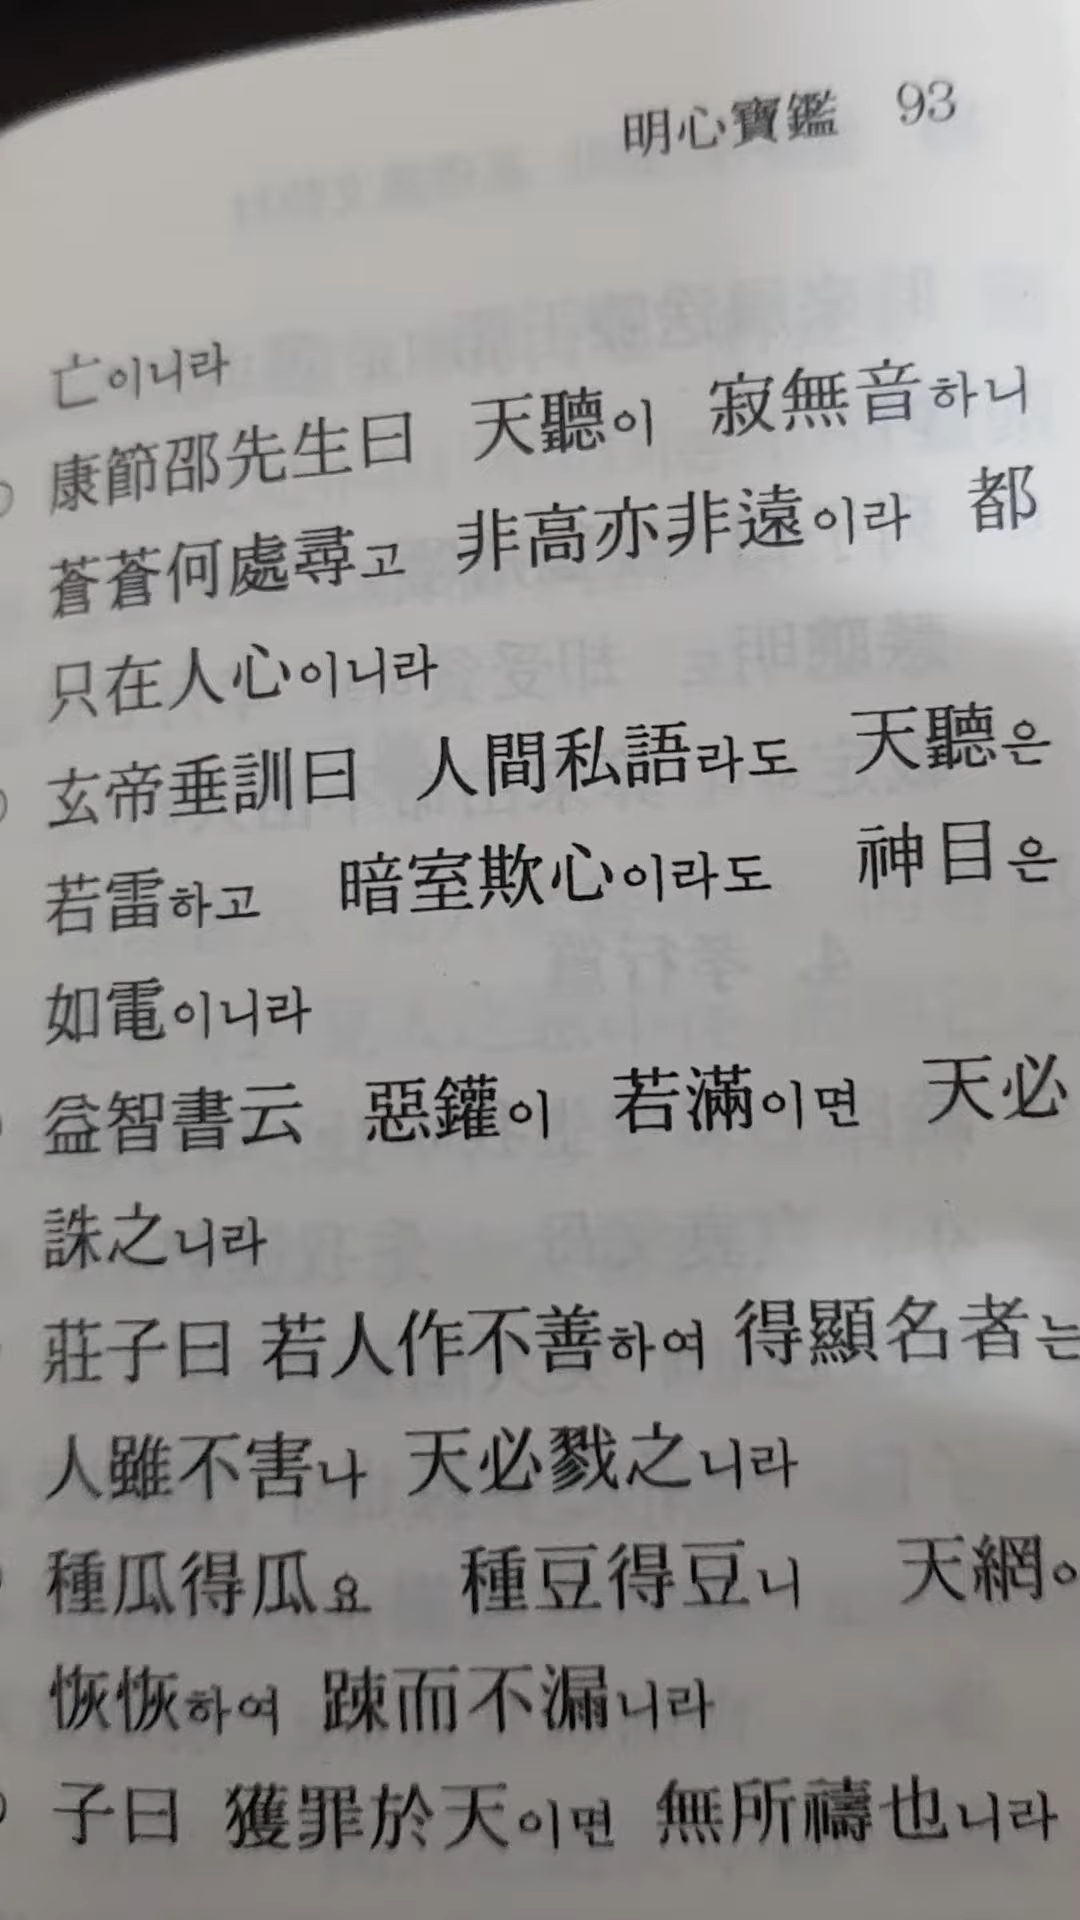 明心寶鑑 93
亡이니라
康節邵先生曰 天聽이 寂無音하니
蒼蒼何處尋고 非高亦非遠이라 都
只在人心이니라
玄帝垂訓曰 人間私語라도 天聽은
若雷하고 暗室欺心이라도 神目은
如電이니라
益智書云 惡鑵이 若滿이면 天必
誅之니라
莊子曰 若人作不善하여 得顯名者는
人雖不害나 天必戮之니라
種瓜得瓜요 種豆得豆니 天網
恢恢하여 踈而不漏니라
子曰 獲罪於天이면 無所禱也니라